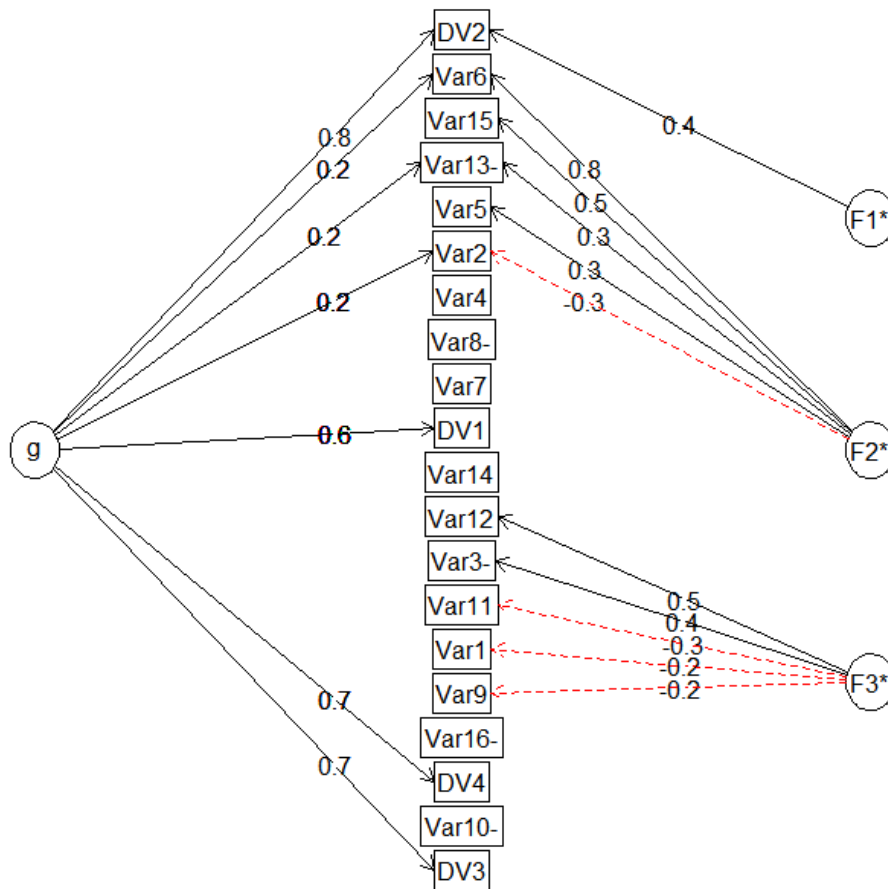 DV2
Var6
0.4
Var15
0.8
0.2
Var13-
0.8
0.5
Var5
F1*
0.2
0.3
Var2
0.3
0.2
Var4
-0.3
Var8-
Var7
DV1
0.6
g
F2*
Var14
Var12
Var3-
0.5
Var11
0.4
-0.3
Var1
-0.2
F3*
Var9
-0.2
0.7
Var16-
0.7
DV4
Var10-
DV3